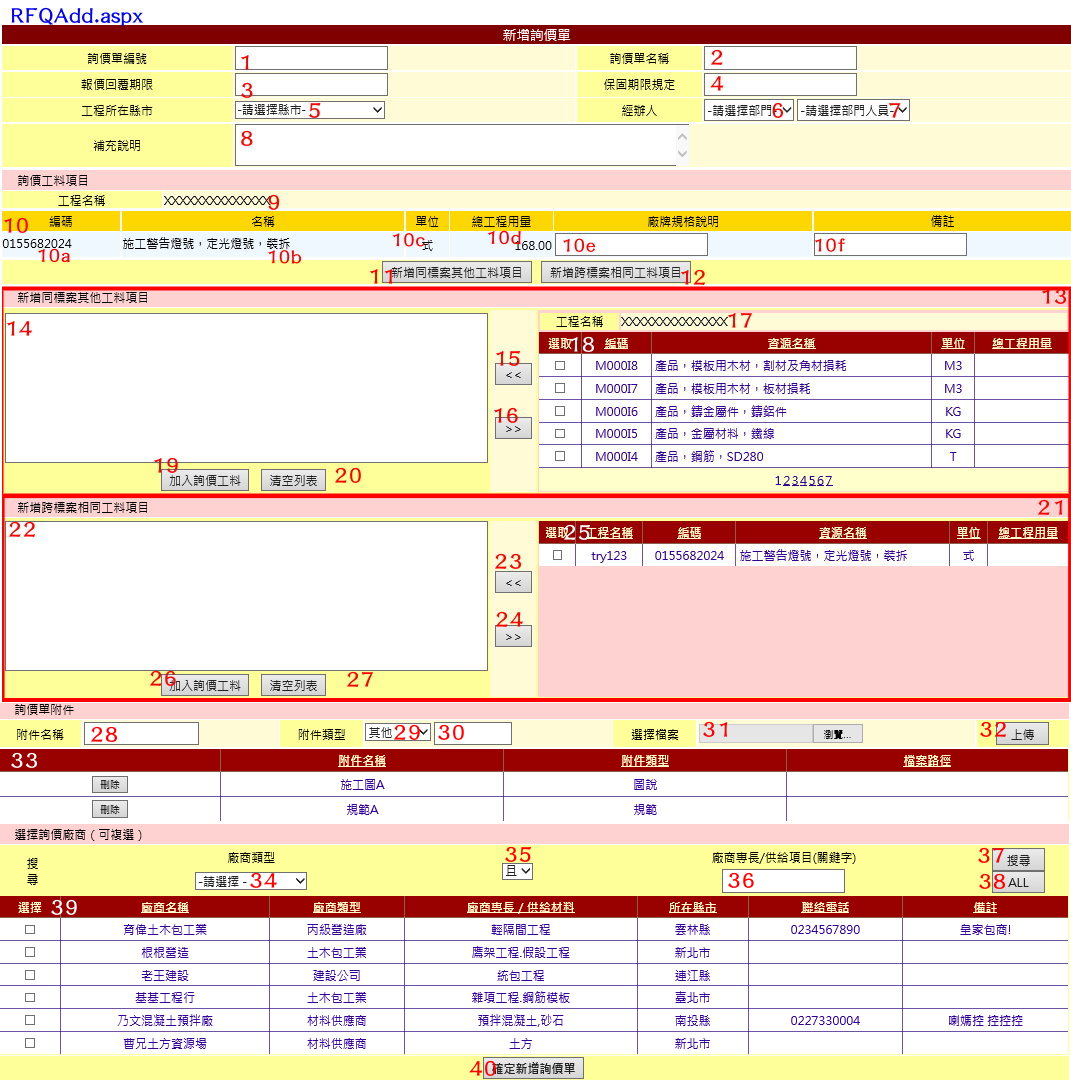 RFQAdd.aspx
新增詢價單
詢價單編號 1 詢價單名稱 2
報價回覆期限 3 保固期限規定 4
工程所在縣市 -請選擇縣市- 5 經辦人 -請選擇部門- 6 -請選擇部門人員- 7
補充說明 8
詢價工料項目
工程名稱 XXXXXXXXXXXXXX 9
10 編碼 名稱 單位 總工程用量 廠牌規格說明 備註
0155682024 施工警告燈號，定光燈號，裝拆 式 168.00
10a 10b 10c 10d 10e 10f
11 新增同標案其他工料項目 新增跨標案相同工料項目 12
新增同標案其他工料項目 13
14 工程名稱 XXXXXXXXXXXXXX 17
選取 18 編碼 資源名稱 單位 總工程用量
15 << M000I8 產品，模板用木材，割材及角材損耗 M3
M000I7 產品，模板用木材，板材損耗 M3
16 >> M000I6 產品，鑄金屬件，鑄鋁件 KG
M000I5 產品，金屬材料，鐵線 KG
M000I4 產品，鋼筋，SD280 T
19 加入詢價工料 清空列表 20 1234567
新增跨標案相同工料項目 21
22 選取 25 工程名稱 編碼 資源名稱 單位 總工程用量
23 << try123 0155682024 施工警告燈號，定光燈號，裝拆 式
24 >>
26 加入詢價工料 清空列表 27
詢價單附件
附件名稱 28 附件類型 其他 29 30 選擇檔案 31 瀏覽... 32 上傳
33 附件名稱 附件類型 檔案路徑
刪除 施工圖A 圖說
刪除 規範A 規範
選擇詢價廠商 ( 可複選 )
搜尋 廠商類型 35 廠商專長/供給項目(關鍵字) 37 搜尋
-請選擇 - 34 且 36 38 ALL
選擇 39 廠商名稱 廠商類型 廠商專長 / 供給材料 所在縣市 聯絡電話 備註
育偉土木包工業 丙級營造廠 輕隔間工程 雲林縣 0234567890 皇家包商!
根根營造 土木包工業 鷹架工程.假設工程 新北市
老王建設 建設公司 統包工程 連江縣
基基工程行 土木包工業 雜項工程.鋼筋模板 臺北市
乃文混凝土預拌廠 材料供應商 預拌混凝土,砂石 南投縣 0227330004 喇媽控 控控控
曹兄土方資源場 材料供應商 土方 新北市
40 確定新增詢價單